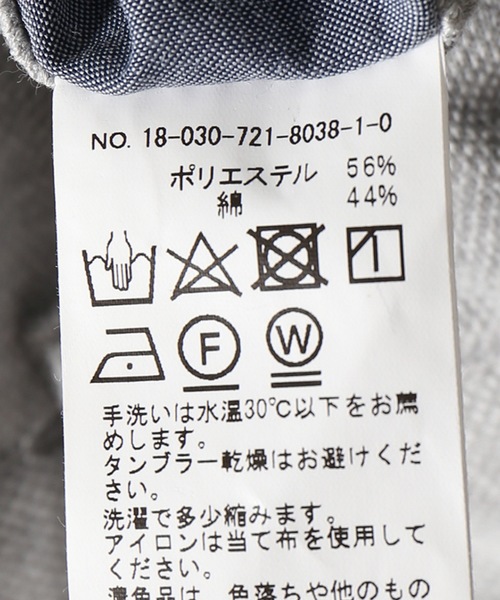 NO. 18-030-721-8038-1-0
ポリエステル 56%
綿 44%
F W
手洗いは水温30℃以下をお薦
めします。
タンブラー乾燥はお避けくだ
さい。
洗濯で多少縮みます。
アイロンは当て布を使用して
ください。
濃色品は、色落ちや他のもの